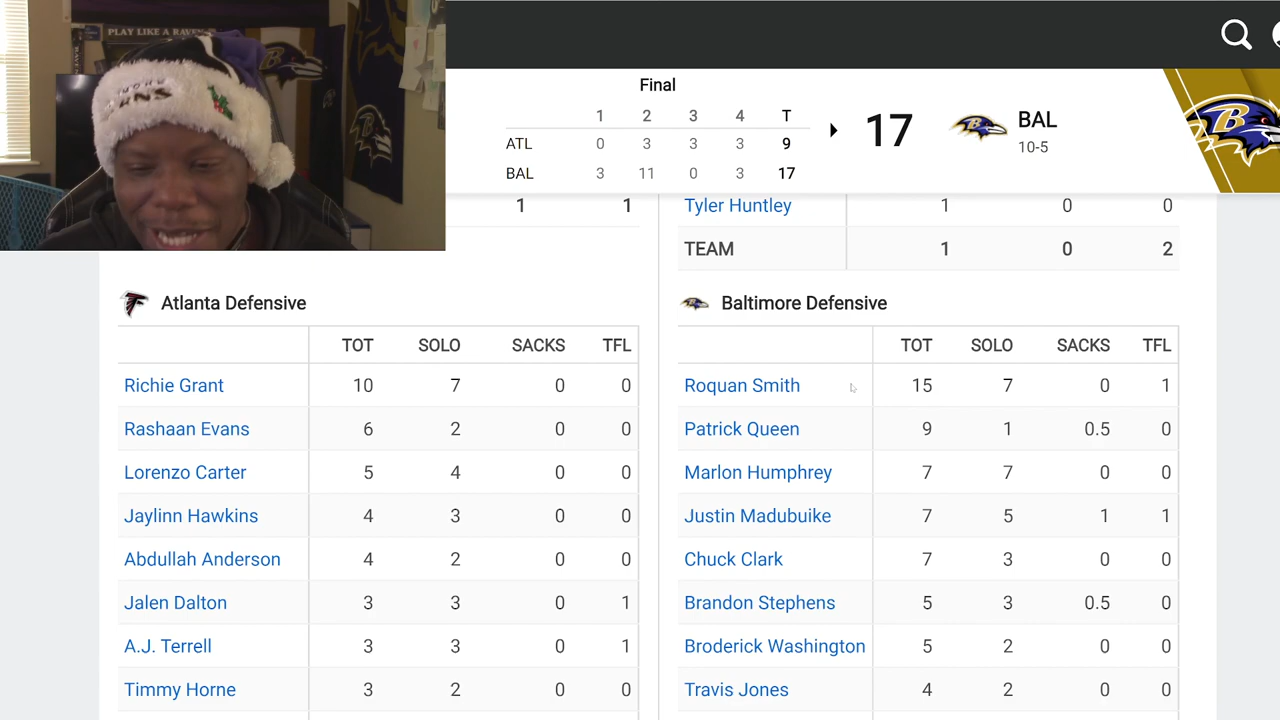 PLAY LIKE A RAVEN
Final
1 2 3 4 T
ATL 0 3 3 3 9
BAL 3 11 0 3 17
17
BAL
10-5
1 1
Tyler Huntley 1 0 0
TEAM 1 0 2
Atlanta Defensive
TOT SOLO SACKS TFL
Richie Grant 10 7 0 0
Rashaan Evans 6 2 0 0
Lorenzo Carter 5 4 0 0
Jaylinn Hawkins 4 3 0 0
Abdullah Anderson 4 2 0 0
Jalen Dalton 3 3 0 1
A.J. Terrell 3 3 0 1
Timmy Horne 3 2 0 0
Baltimore Defensive
TOT SOLO SACKS TFL
Roquan Smith 15 7 0 1
Patrick Queen 9 1 0.5 0
Marlon Humphrey 7 7 0 0
Justin Madubuike 7 5 1 1
Chuck Clark 7 3 0 0
Brandon Stephens 5 3 0.5 0
Broderick Washington 5 2 0 0
Travis Jones 4 2 0 0